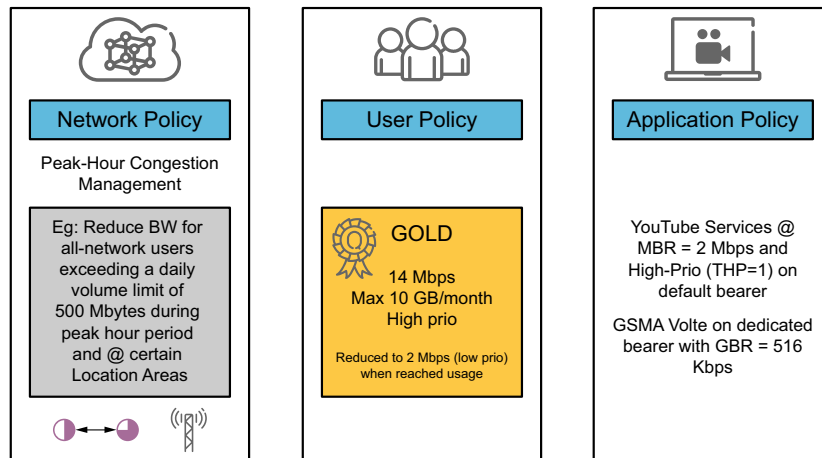 Network Policy
Peak-Hour Congestion
Management
Eg: Reduce BW for
all-network users
exceeding a daily
volume limit of
500 Mbytes during
peak hour period
and @ certain
Location Areas
User Policy
GOLD
14 Mbps
Max 10 GB/month
High prio
Reduced to 2 Mbps (low prio)
when reached usage
Application Policy
YouTube Services @
MBR = 2 Mbps and
High-Prio (THP=1) on
default bearer
GSMA Volte on dedicated
bearer with GBR = 516
Kbps